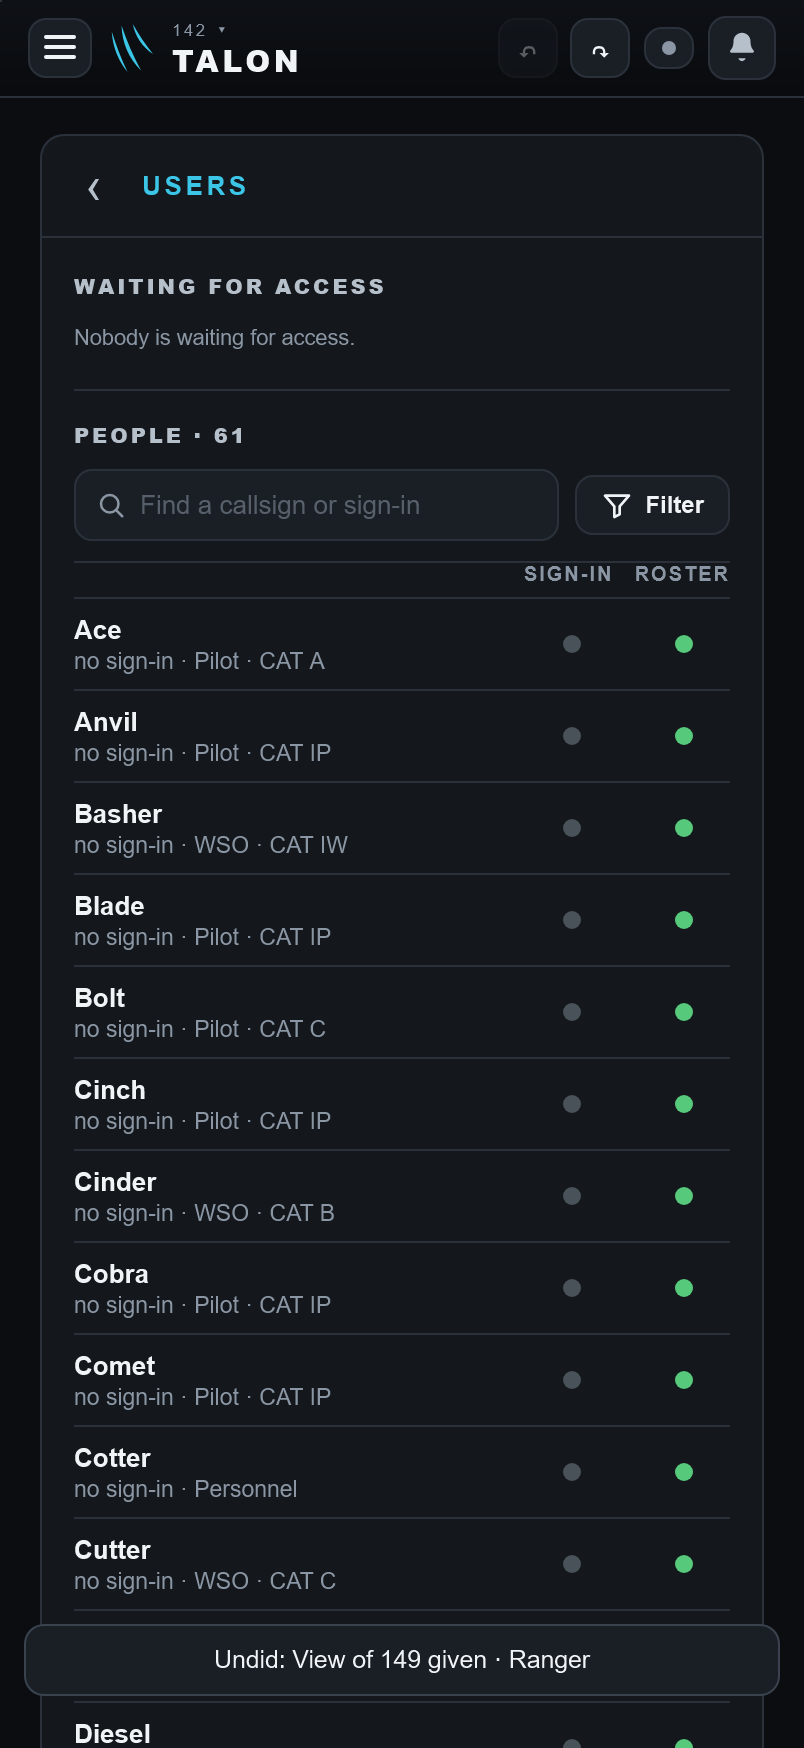 142 ▾
TALON
‹ USERS
WAITING FOR ACCESS
Nobody is waiting for access.
PEOPLE · 61
Find a callsign or sign-in
Filter
SIGN-IN ROSTER
Ace
no sign-in · Pilot · CAT A
Anvil
no sign-in · Pilot · CAT IP
Basher
no sign-in · WSO · CAT IW
Blade
no sign-in · Pilot · CAT IP
Bolt
no sign-in · Pilot · CAT C
Cinch
no sign-in · Pilot · CAT IP
Cinder
no sign-in · WSO · CAT B
Cobra
no sign-in · Pilot · CAT IP
Comet
no sign-in · Pilot · CAT IP
Cotter
no sign-in · Personnel
Cutter
no sign-in · WSO · CAT C
Undid: View of 149 given · Ranger
Diesel